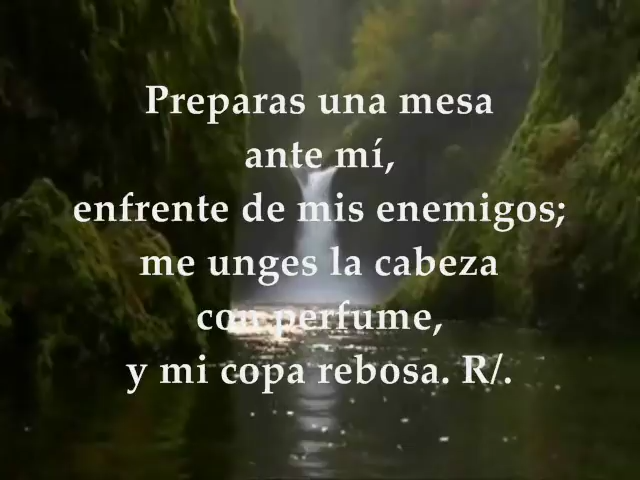 Preparas una mesa
ante mí,
enfrente de mis enemigos;
me unges la cabeza
con perfume,
y mi copa rebosa. R/.